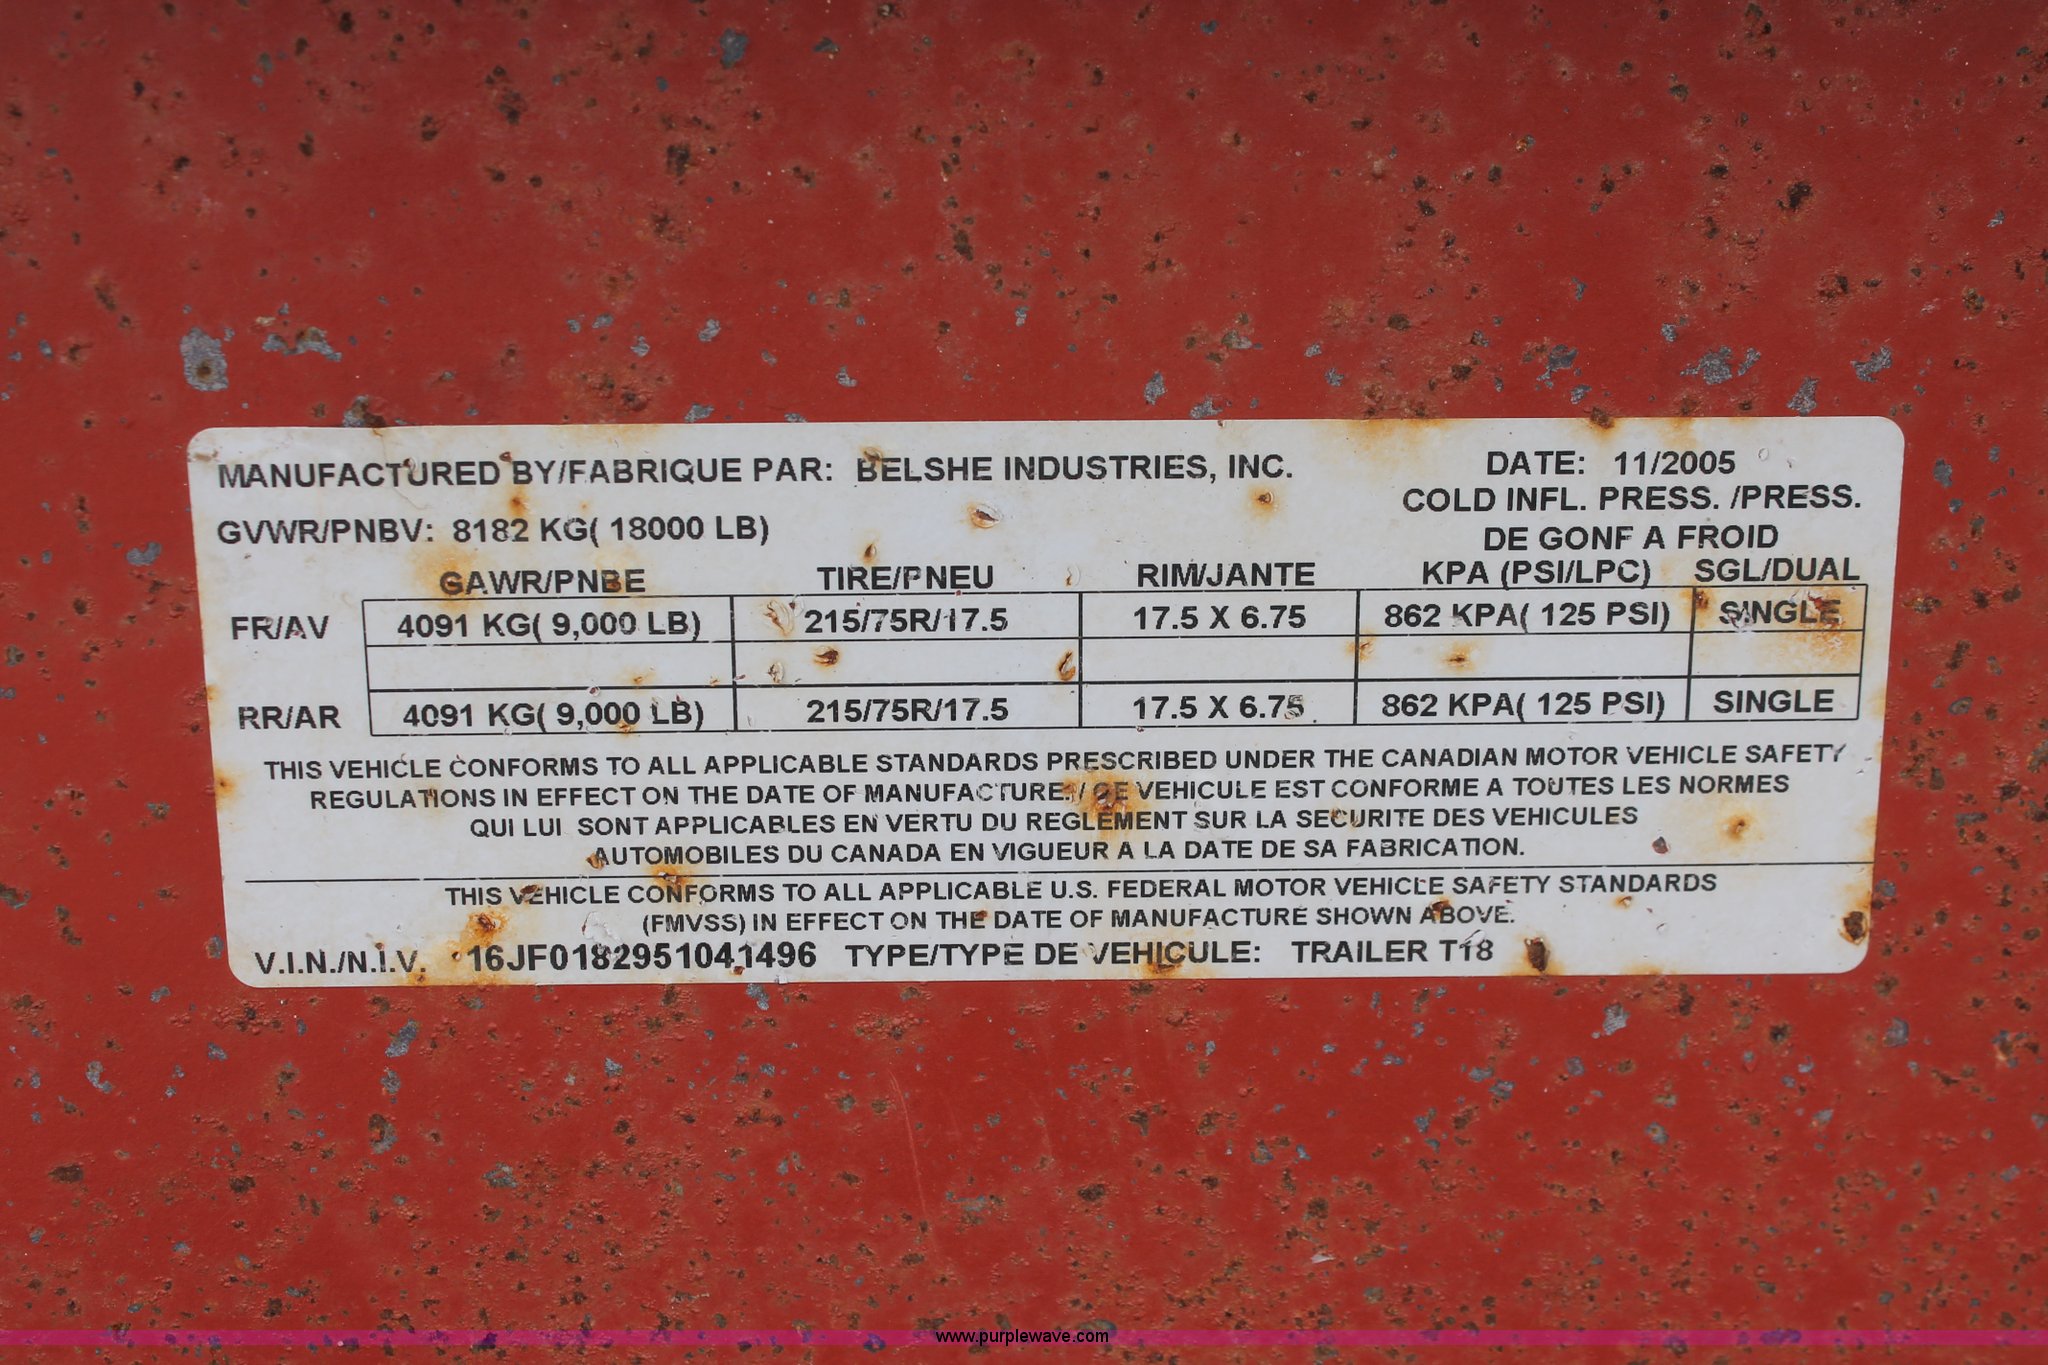 MANUFACTURED BY/FABRIQUE PAR: BELSHE INDUSTRIES, INC. DATE: 11/2005
COLD INFL. PRESS. /PRESS.
GVWR/PNBV: 8182 KG( 18000 LB) DE GONF A FROID
GAWR/PNBE TIRE/PNEU RIM/JANTE KPA (PSI/LPC) SGL/DUAL
FR/AV 4091 KG( 9,000 LB) 215/75R/17.5 17.5 X 6.75 862 KPA( 125 PSI) SINGLE
RR/AR 4091 KG( 9,000 LB) 215/75R/17.5 17.5 X 6.75 862 KPA( 125 PSI) SINGLE
THIS VEHICLE CONFORMS TO ALL APPLICABLE STANDARDS PRESCRIBED UNDER THE CANADIAN MOTOR VEHICLE SAFETY
REGULATIONS IN EFFECT ON THE DATE OF MANUFACTURE. / CE VEHICULE EST CONFORME A TOUTES LES NORMES
QUI LUI SONT APPLICABLES EN VERTU DU REGLEMENT SUR LA SECURITE DES VEHICULES
AUTOMOBILES DU CANADA EN VIGUEUR A LA DATE DE SA FABRICATION.
THIS VEHICLE CONFORMS TO ALL APPLICABLE U.S. FEDERAL MOTOR VEHICLE SAFETY STANDARDS
(FMVSS) IN EFFECT ON THE DATE OF MANUFACTURE SHOWN ABOVE.
V.I.N./N.I.V. 16JF0182951041496 TYPE/TYPE DE VEHICULE: TRAILER T18
www.purplewave.com